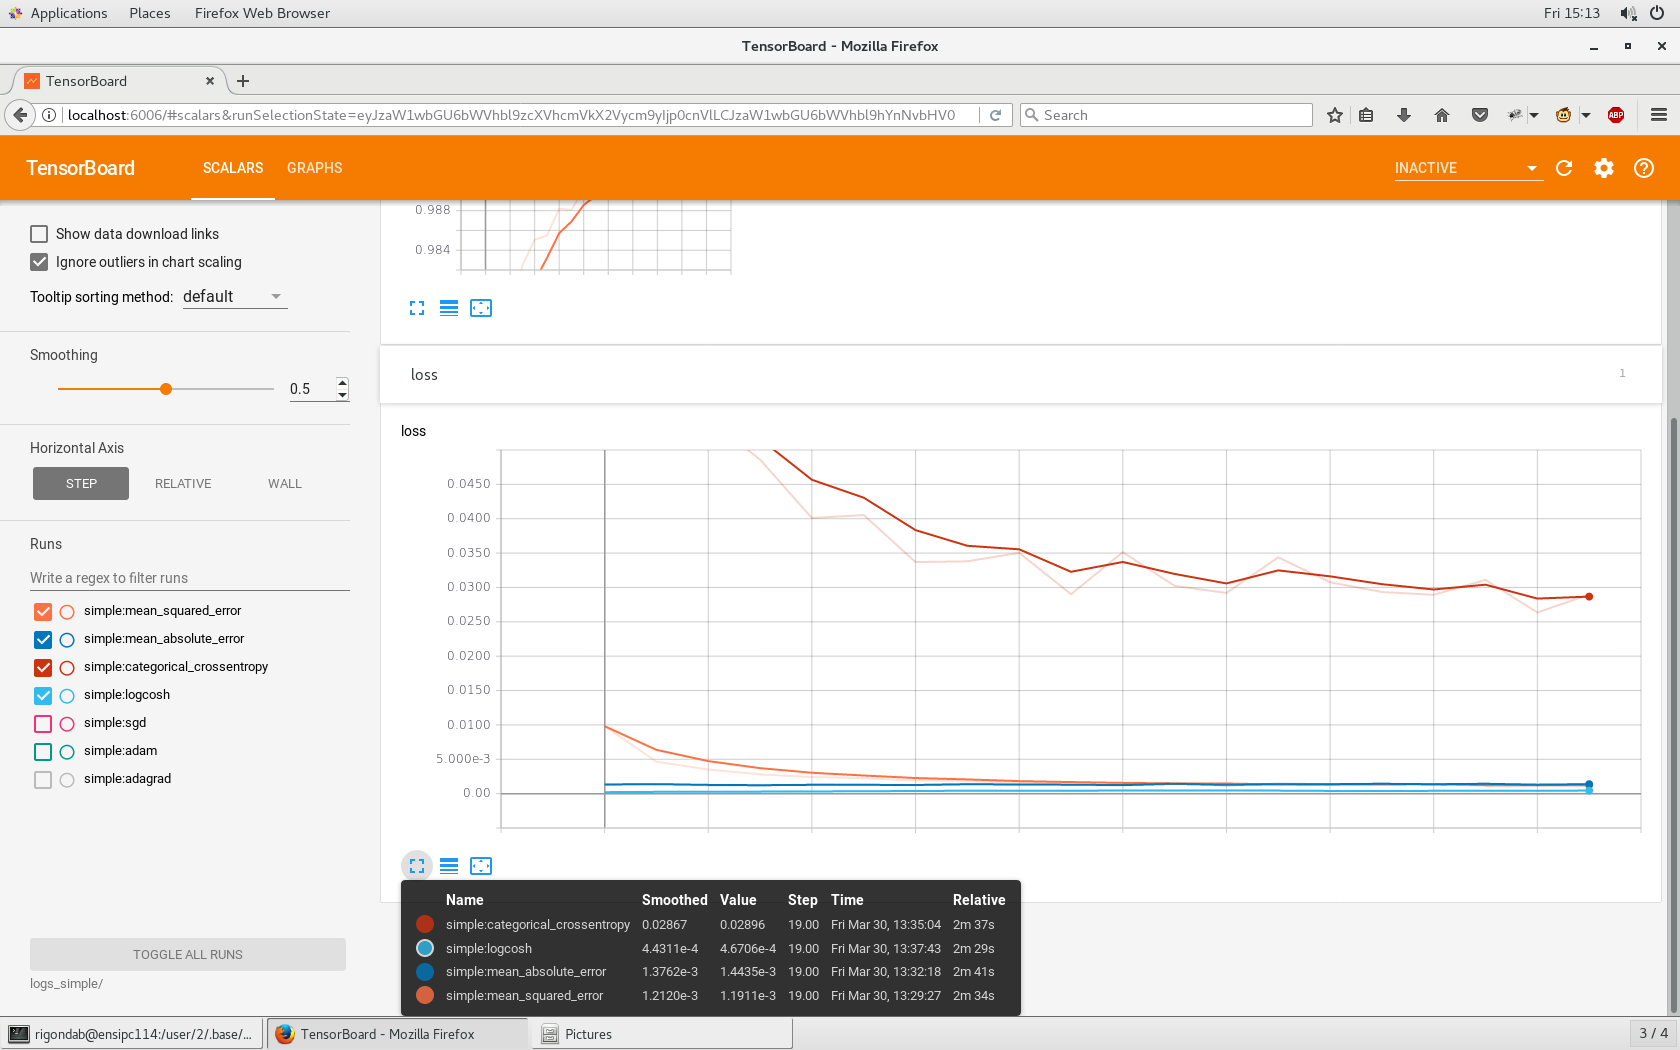 Applications Places Firefox Web Browser Fri 15:13
TensorBoard - Mozilla Firefox
TensorBoard
localhost:6006/#scalars&runSelectionState=eyJzaW1wbGU6bWVhbl9zcXVhcmVkX2Vycm9yIjp0cnVlLCJzaW1wbGU6bWVhbl9hYnNvbHV0 Search ABP
TensorBoard SCALARS GRAPHS INACTIVE
Show data download links
Ignore outliers in chart scaling
Tooltip sorting method: default
Smoothing
0.5
Horizontal Axis
STEP RELATIVE WALL
Runs
Write a regex to filter runs
simple:mean_squared_error
simple:mean_absolute_error
simple:categorical_crossentropy
simple:logcosh
simple:sgd
simple:adam
simple:adagrad
TOGGLE ALL RUNS
logs_simple/
0.988
0.984
loss 1
loss
0.0450
0.0400
0.0350
0.0300
0.0250
0.0200
0.0150
0.0100
5.000e-3
0.00
Name Smoothed Value Step Time Relative
simple:categorical_crossentropy 0.02867 0.02896 19.00 Fri Mar 30, 13:35:04 2m 37s
simple:logcosh 4.4311e-4 4.6706e-4 19.00 Fri Mar 30, 13:37:43 2m 29s
simple:mean_absolute_error 1.3762e-3 1.4435e-3 19.00 Fri Mar 30, 13:32:18 2m 41s
simple:mean_squared_error 1.2120e-3 1.1911e-3 19.00 Fri Mar 30, 13:29:27 2m 34s
rigondab@ensipc114:/user/2/.base/... TensorBoard - Mozilla Firefox Pictures 3 / 4